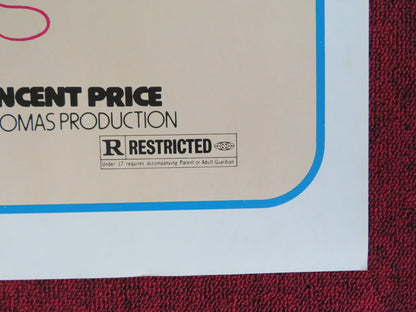 NCENT PRICE
OMAS PRODUCTION
R RESTRICTED
Under 17 requires accompanying Parent or Adult Guardian